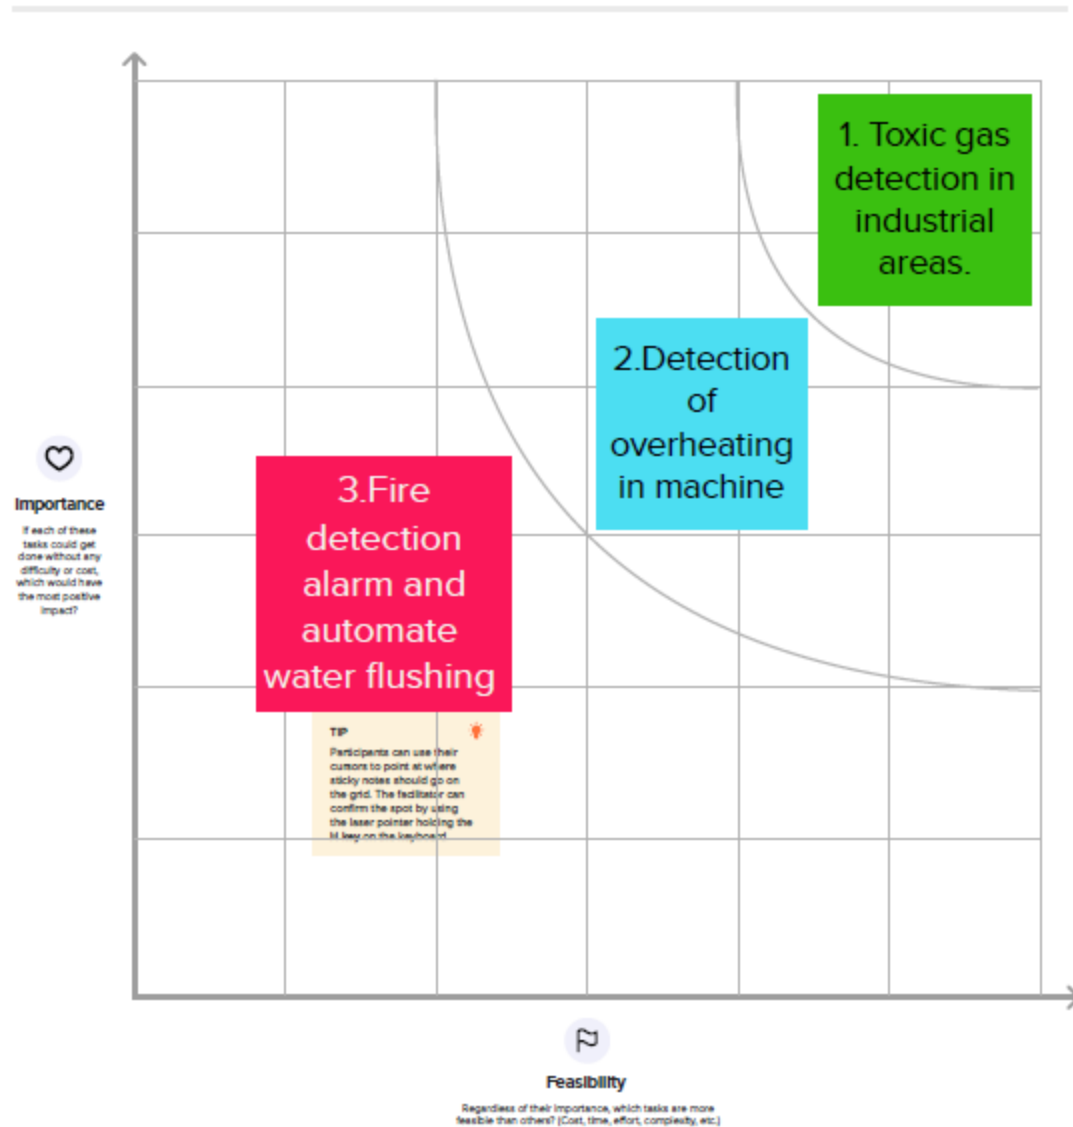 1. Toxic gas
detection in
industrial
areas.
2.Detection
of
overheating
in machine
3.Fire
detection
alarm and
automate
water flushing
Importance
If each of these
tasks could get
done without any
difficulty or cost,
which would have
the most positive
impact?
TIP
Participants can use their
cursors to point at where
sticky notes should go on
the grid. The facilitator can
confirm the spot by using
the laser pointer holding the
H key on the keyboard.
Feasibility
Regardless of their importance, which tasks are more
feasible than others? (Cost, time, effort, complexity, etc.)